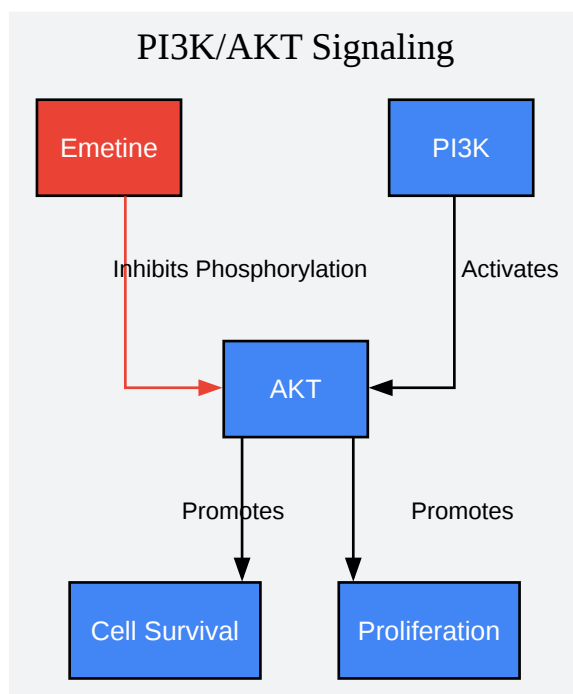 PI3K/AKT Signaling
Emetine
PI3K
Inhibits Phosphorylation
Activates
AKT
Promotes
Promotes
Cell Survival
Proliferation